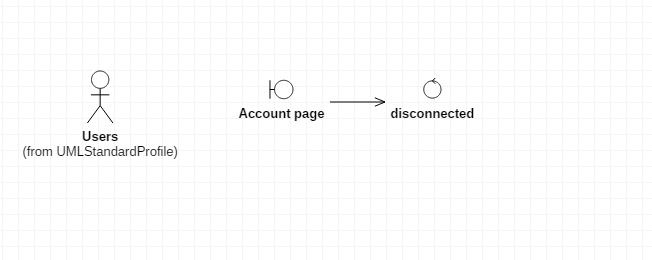 Users
(from UMLStandardProfile)
Account page
disconnected